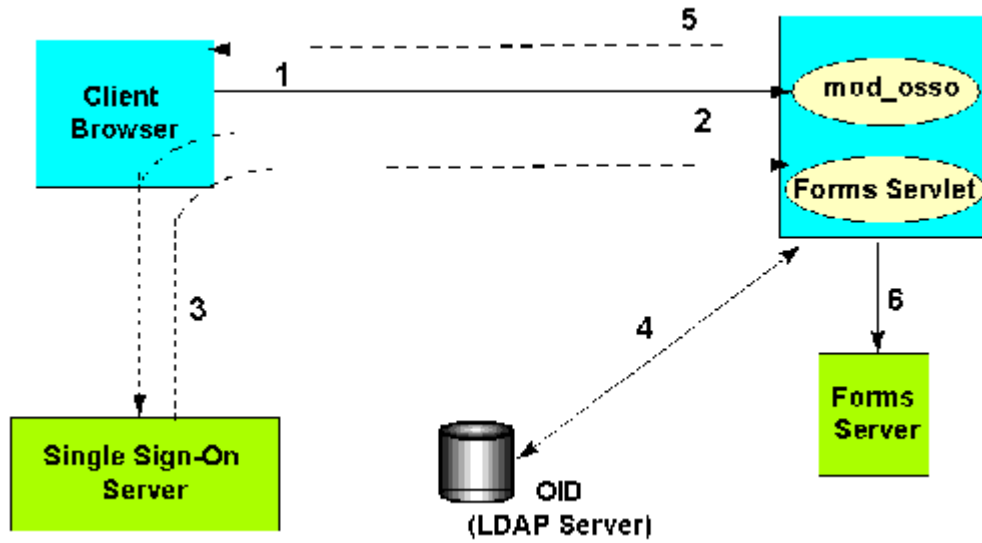 5
1
Client
Browser
mod_osso
2
Forms Servlet
3
4
6
Forms
Server
Single Sign-On
Server
OID
(LDAP Server)